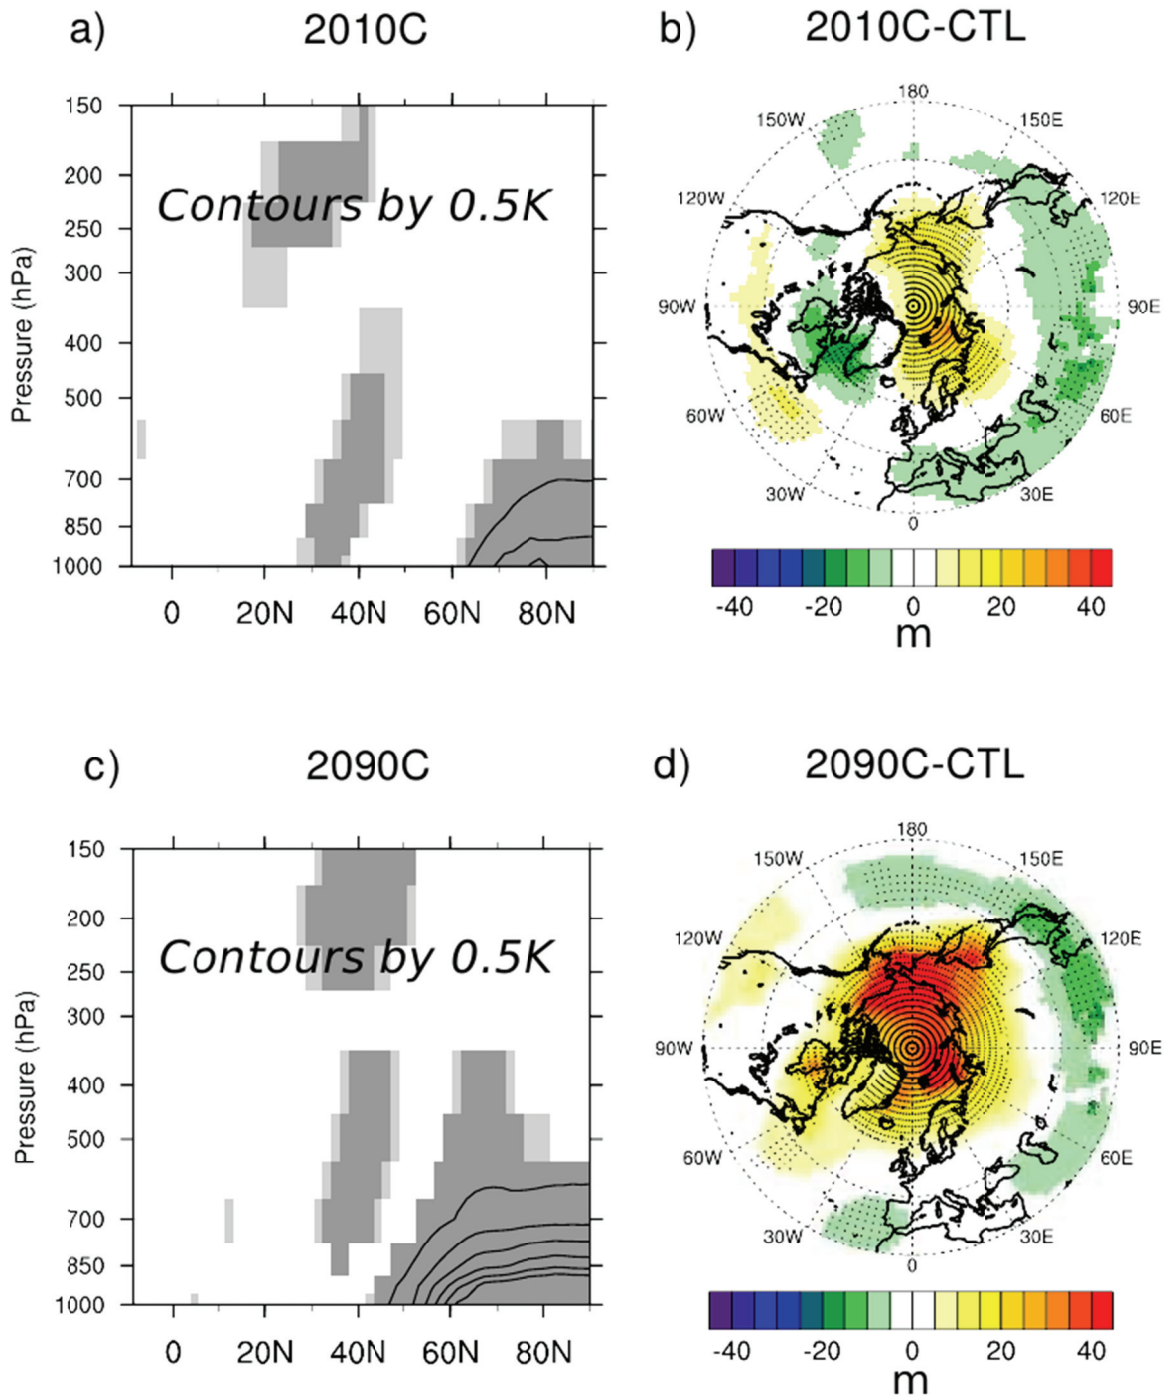 a) 2010C
b) 2010C-CTL
150
200
250
300
400
500
700
850
1000
Pressure (hPa)
Contours by 0.5K
0 20N 40N 60N 80N
180
150W 150E
120W 120E
90W 90E
60W 60E
30W 30E
0
-40 -20 0 20 40
m
c) 2090C
d) 2090C-CTL
150
200
250
300
400
500
700
850
1000
Pressure (hPa)
Contours by 0.5K
0 20N 40N 60N 80N
180
150W 150E
120W 120E
90W 90E
60W 60E
30W 30E
0
-40 -20 0 20 40
m